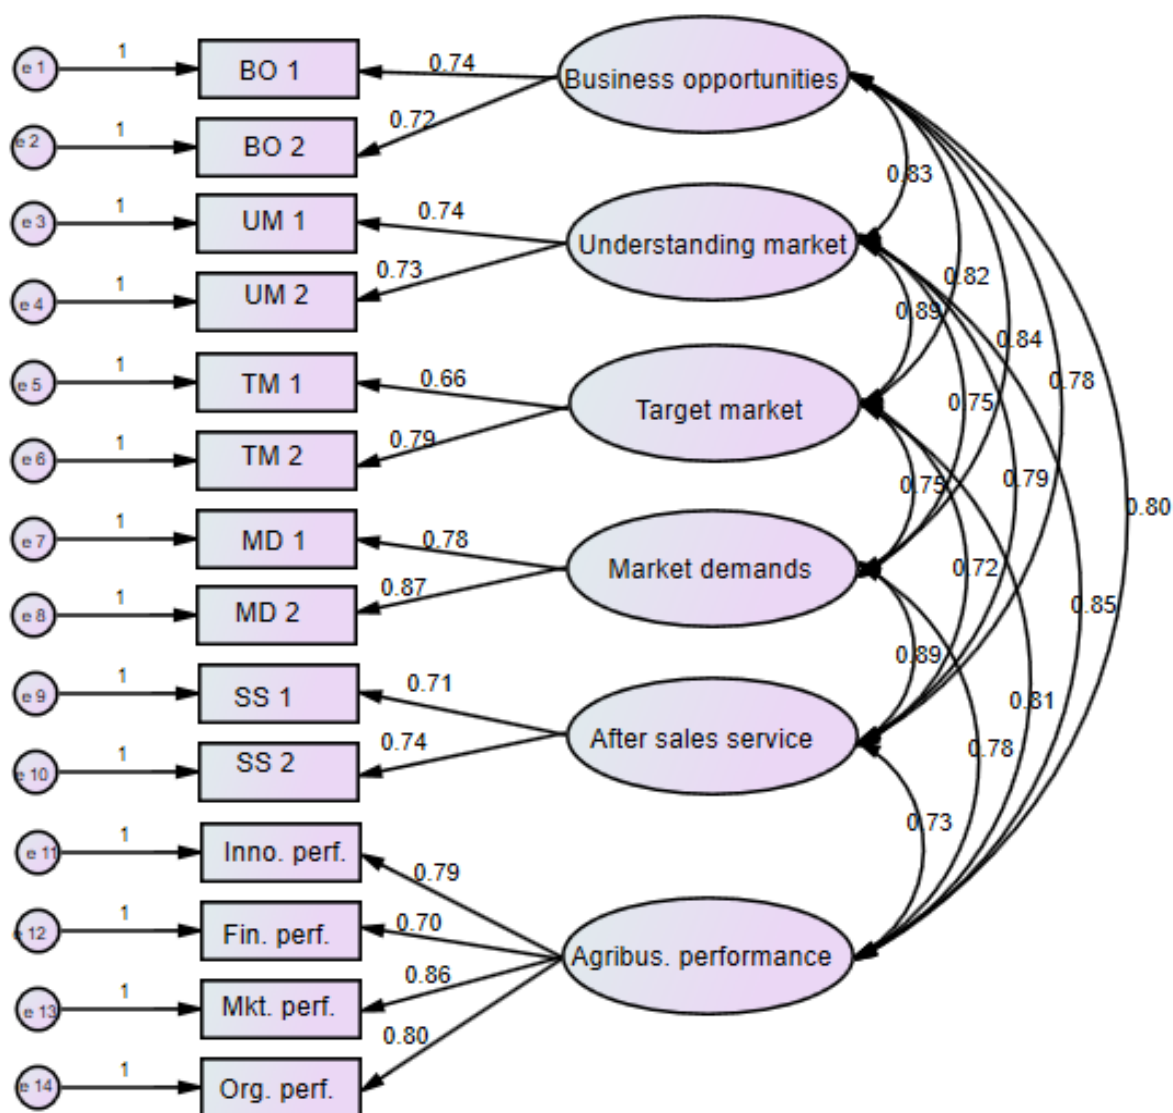 e 1
1
BO 1
0.74
Business opportunities
e 2
1
BO 2
0.72
0.83
e 3
1
UM 1
0.74
Understanding market
e 4
1
UM 2
0.73
0.82
0.89
0.84
e 5
1
TM 1
0.66
Target market
0.78
0.75
e 6
1
TM 2
0.79
0.75
0.79
0.80
e 7
1
MD 1
0.78
Market demands
0.72
e 8
1
MD 2
0.87
0.85
0.89
e 9
1
SS 1
0.71
After sales service
0.81
e 10
1
SS 2
0.74
0.78
0.73
e 11
1
Inno. perf.
0.79
e 12
1
Fin. perf.
0.70
Agribus. performance
e 13
1
Mkt. perf.
0.86
0.80
e 14
1
Org. perf.